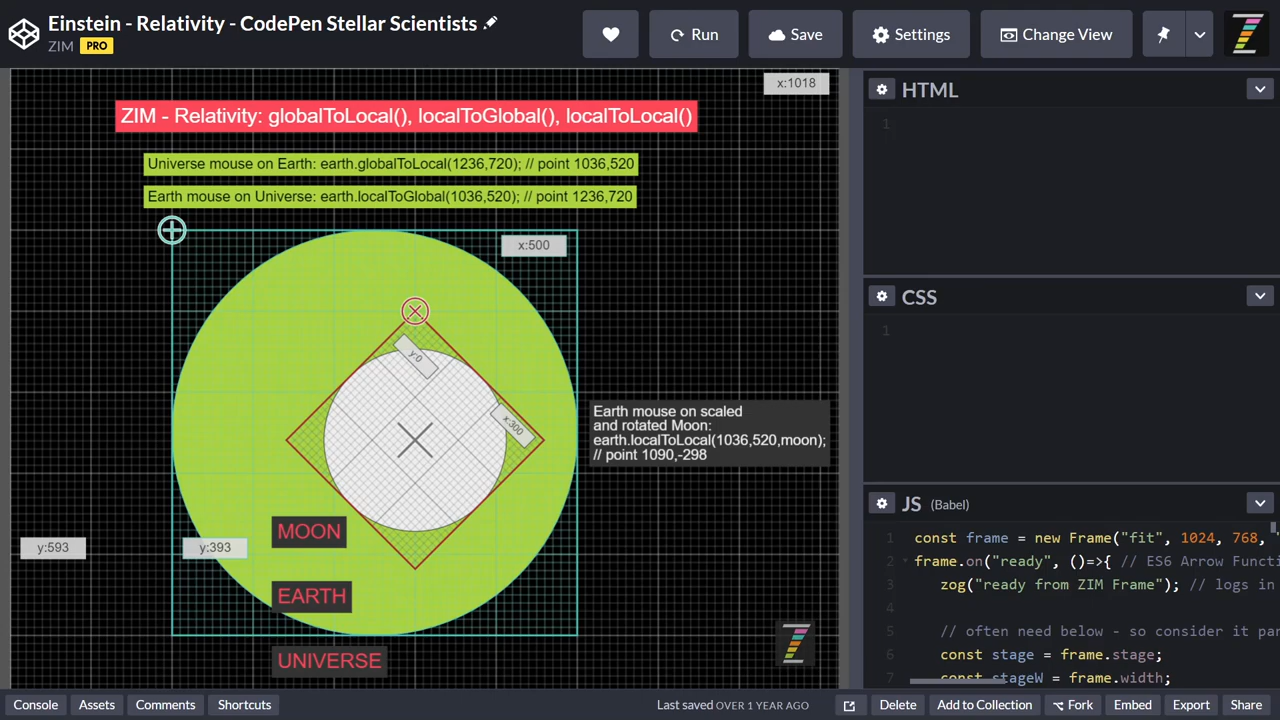 Einstein - Relativity - CodePen Stellar Scientists
ZIM PRO
Run
Save
Settings
Change View
x:1018
ZIM - Relativity: globalToLocal(), localToGlobal(), localToLocal()
Universe mouse on Earth: earth.globalToLocal(1236,720); // point 1036,520
Earth mouse on Universe: earth.localToGlobal(1036,520); // point 1236,720
x:500
y:0
x:300
Earth mouse on scaled
and rotated Moon:
earth.localToLocal(1036,520,moon);
// point 1090,-298
MOON
y:593
y:393
EARTH
UNIVERSE
HTML
1
CSS
1
JS (Babel)
1 const frame = new Frame("fit", 1024, 768, "
2 frame.on("ready", ()=>{ // ES6 Arrow Functi
3 zog("ready from ZIM Frame"); // logs in
4
5 // often need below - so consider it par
6 const stage = frame.stage;
7 const stageW = frame.width;
Console
Assets
Comments
Shortcuts
Last saved OVER 1 YEAR AGO
Delete
Add to Collection
Fork
Embed
Export
Share